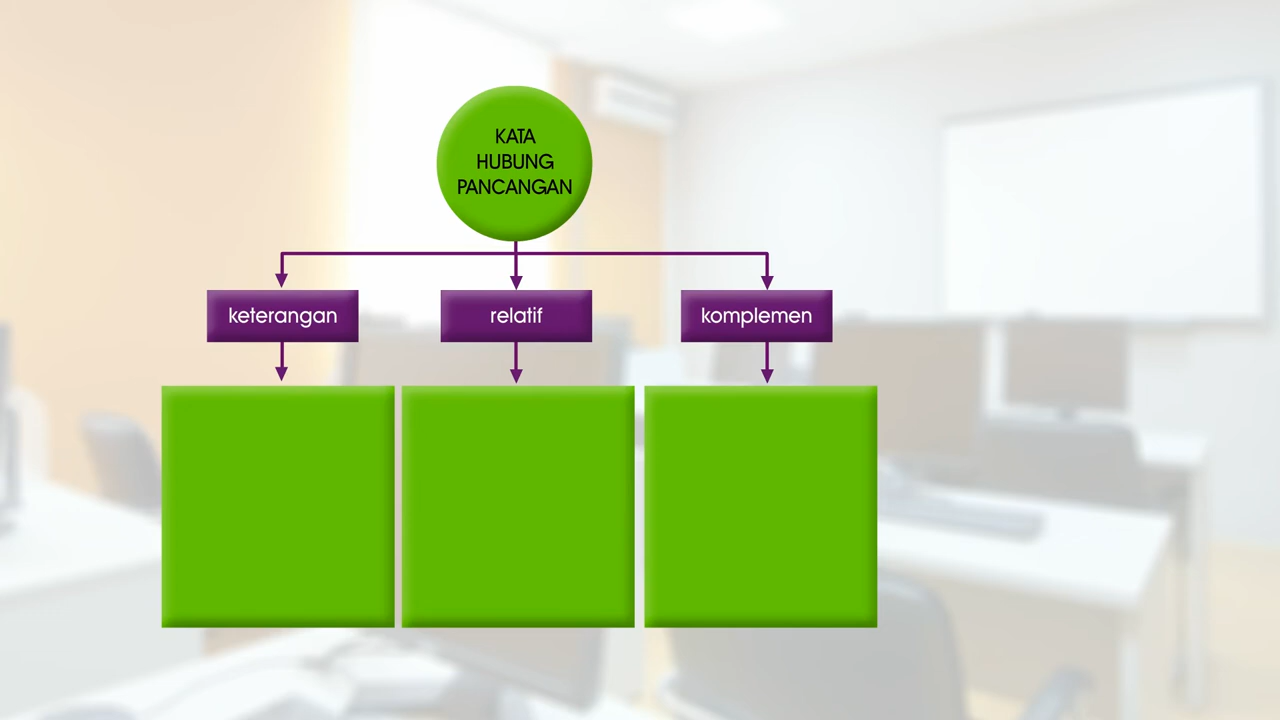 KATA
HUBUNG
PANCANGAN
keterangan
relatif
komplemen